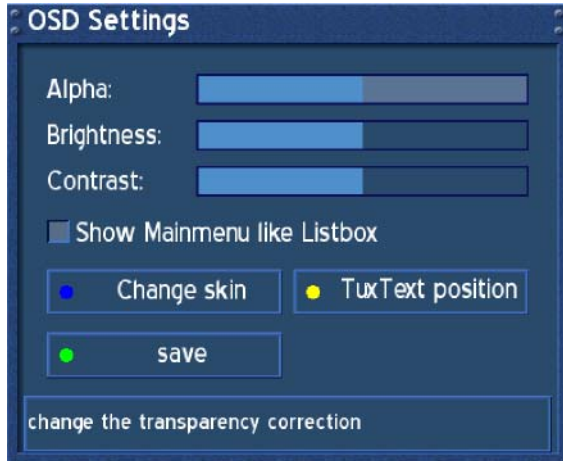 OSD Settings
Alpha:
Brightness:
Contrast:
Show Mainmenu like Listbox
Change skin
TuxText position
save
change the transparency correction